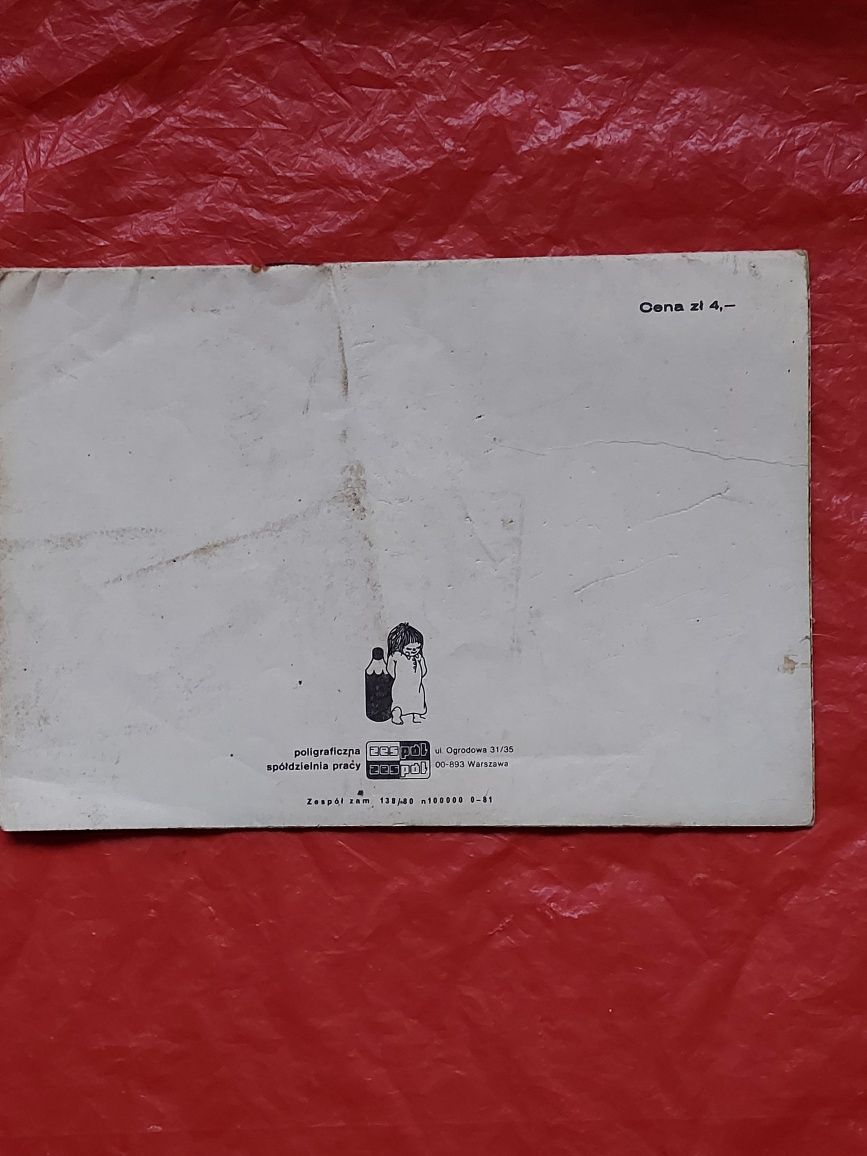 Cena zł 4,—
poligraficzna zespół ul. Ogrodowa 31/35
spółdzielnia pracy zespół 00-893 Warszawa
Zespół zam 138/80 n100000 0-81